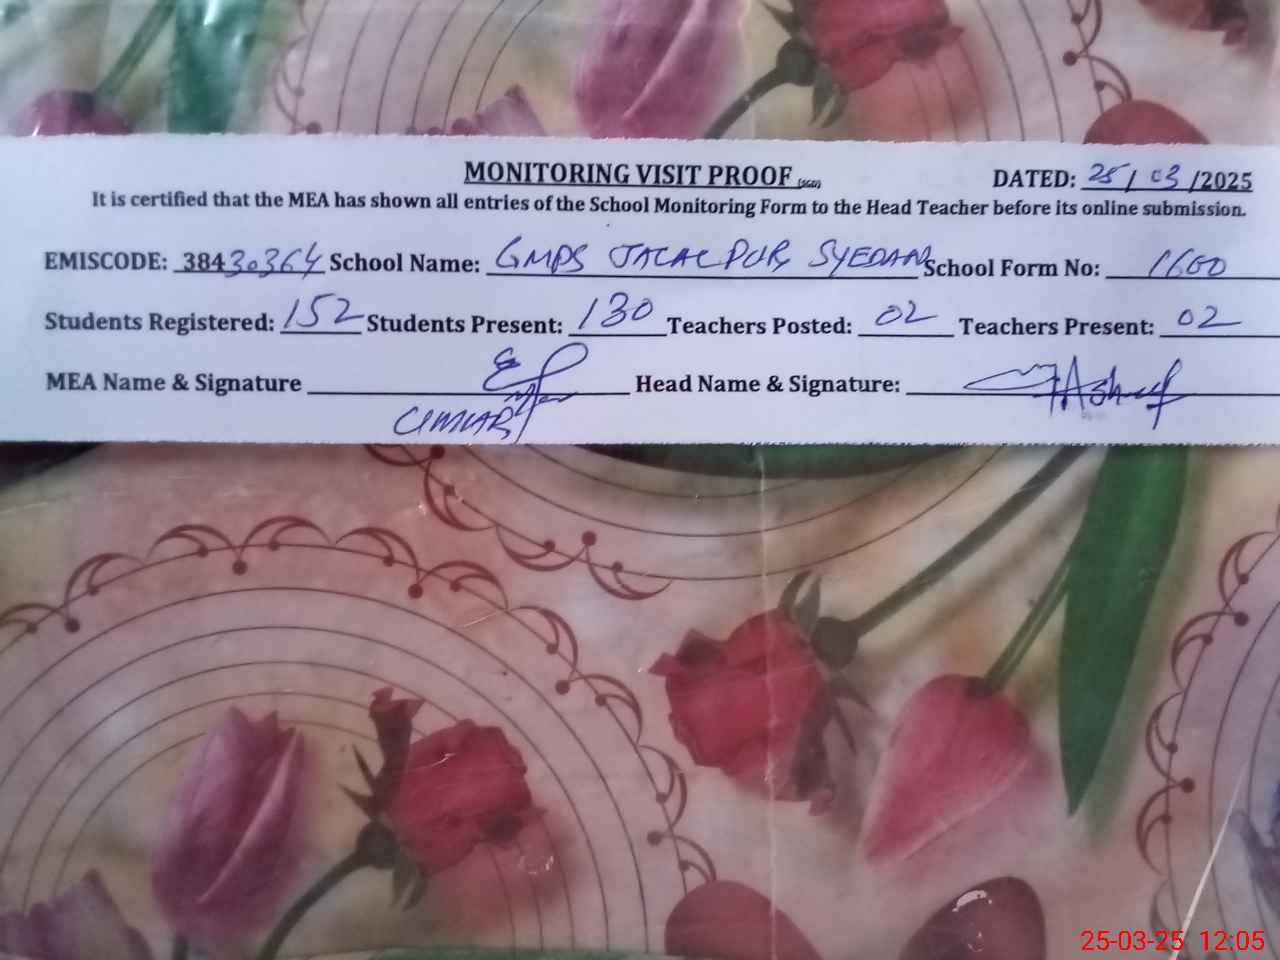 MONITORING VISIT PROOF (SGD) DATED: 25/03/2025
It is certified that the MEA has shown all entries of the School Monitoring Form to the Head Teacher before its online submission.
EMISCODE: 38430364 School Name: GMPS JALALPUR SYEDAN School Form No: 1600
Students Registered: 152 Students Present: 130 Teachers Posted: 02 Teachers Present: 02
MEA Name & Signature Head Name & Signature: Ashraf
25-03-25 12:05